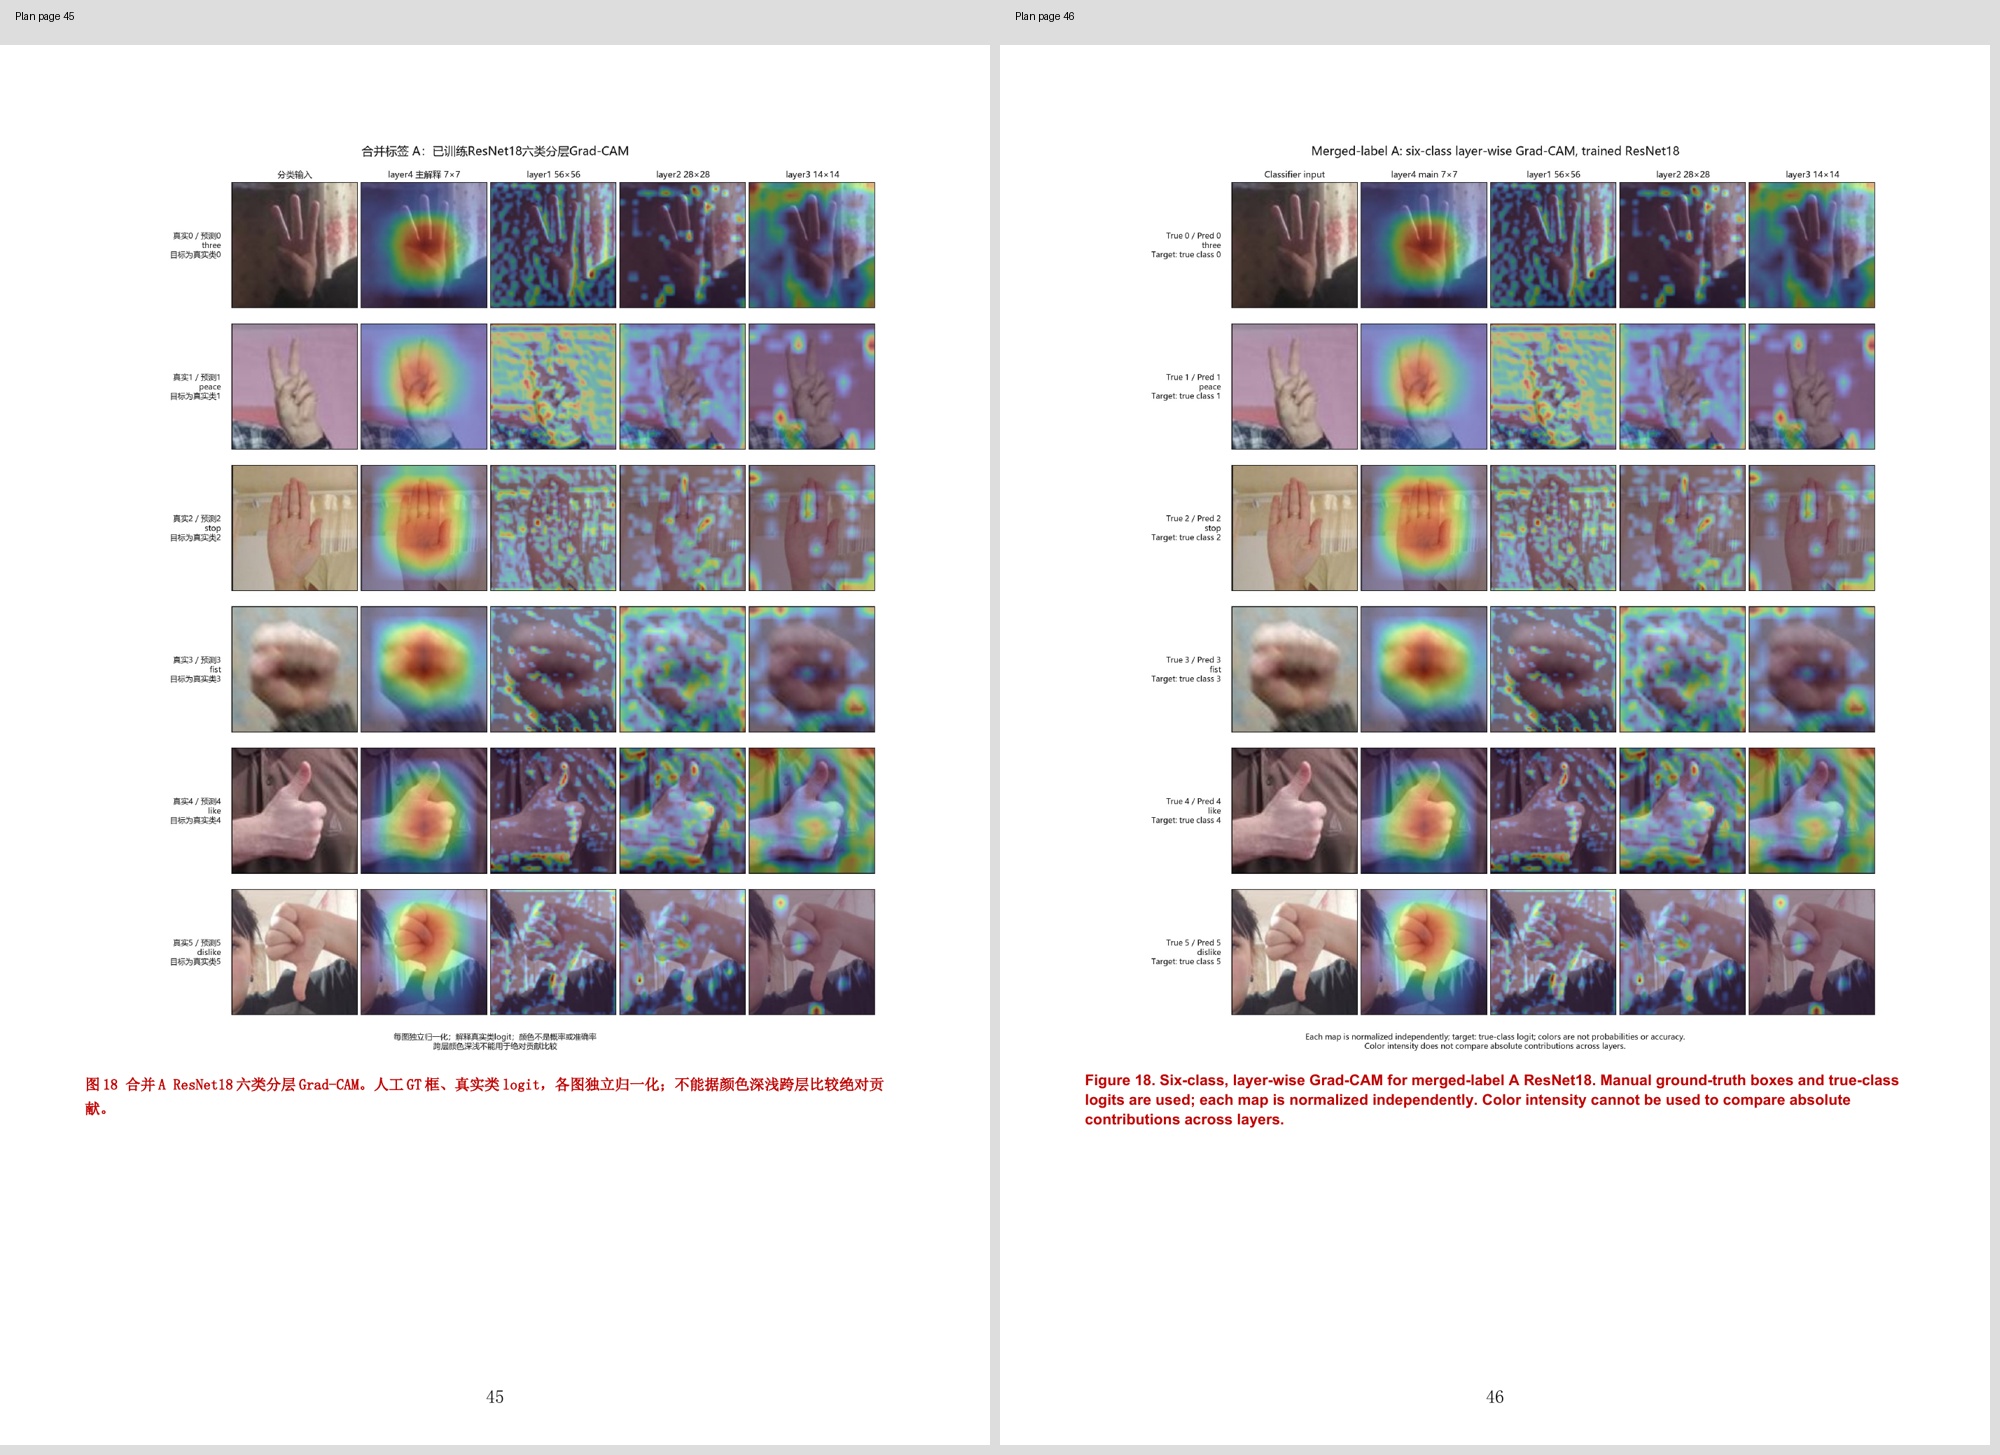 Plan page 45
合并标签 A：已训练ResNet18六类分层Grad-CAM
分类输入 layer4 主解释 7×7 layer1 56×56 layer2 28×28 layer3 14×14
真实0 / 预测0
three
目标为真实类0
真实1 / 预测1
peace
目标为真实类1
真实2 / 预测2
stop
目标为真实类2
真实3 / 预测3
fist
目标为真实类3
真实4 / 预测4
like
目标为真实类4
真实5 / 预测5
dislike
目标为真实类5
每图独立归一化；解释真实类logit；颜色不是概率或准确率
跨层颜色深浅不能用于绝对贡献比较
图 18 合并 A ResNet18 六类分层 Grad-CAM。人工 GT 框、真实类 logit，各图独立归一化；不能据颜色深浅跨层比较绝对贡
献。
45
Plan page 46
Merged-label A: six-class layer-wise Grad-CAM, trained ResNet18
Classifier input layer4 main 7×7 layer1 56×56 layer2 28×28 layer3 14×14
True 0 / Pred 0
three
Target: true class 0
True 1 / Pred 1
peace
Target: true class 1
True 2 / Pred 2
stop
Target: true class 2
True 3 / Pred 3
fist
Target: true class 3
True 4 / Pred 4
like
Target: true class 4
True 5 / Pred 5
dislike
Target: true class 5
Each map is normalized independently; target: true-class logit; colors are not probabilities or accuracy.
Color intensity does not compare absolute contributions across layers.
Figure 18. Six-class, layer-wise Grad-CAM for merged-label A ResNet18. Manual ground-truth boxes and true-class
logits are used; each map is normalized independently. Color intensity cannot be used to compare absolute
contributions across layers.
46